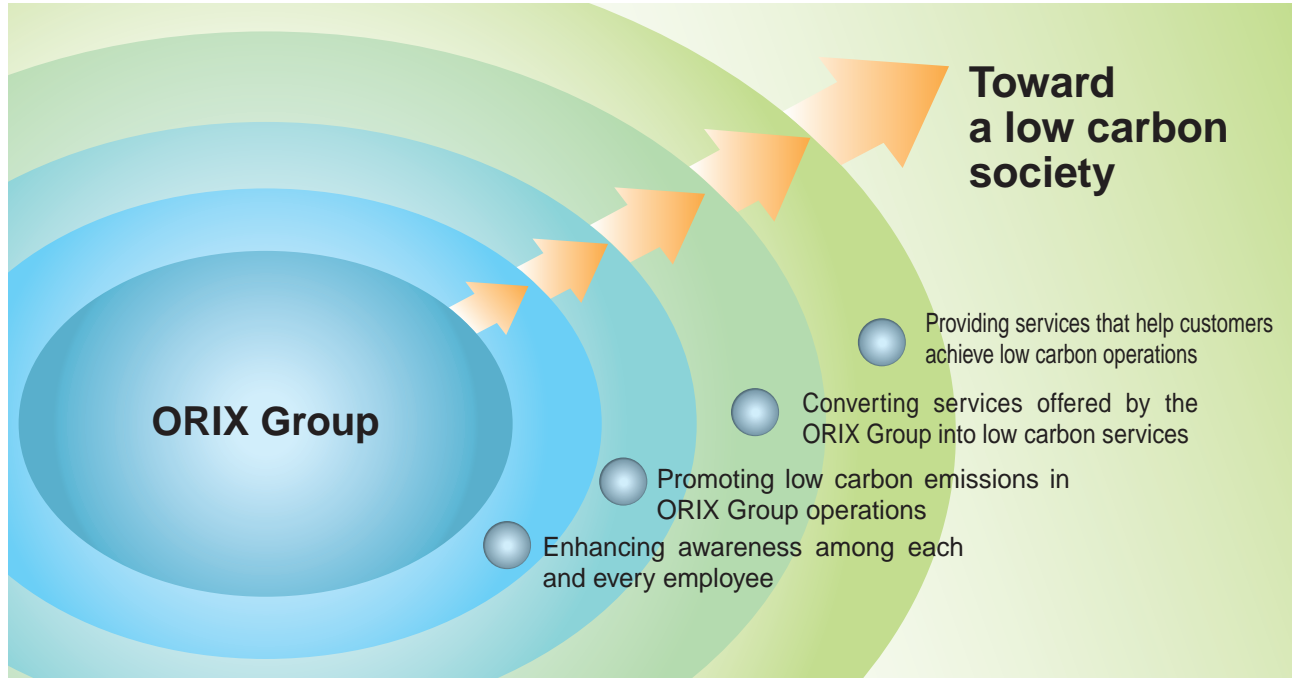 Toward
a low carbon
society
Providing services that help customers
achieve low carbon operations
ORIX Group
Converting services offered by the
ORIX Group into low carbon services
Promoting low carbon emissions in
ORIX Group operations
Enhancing awareness among each
and every employee